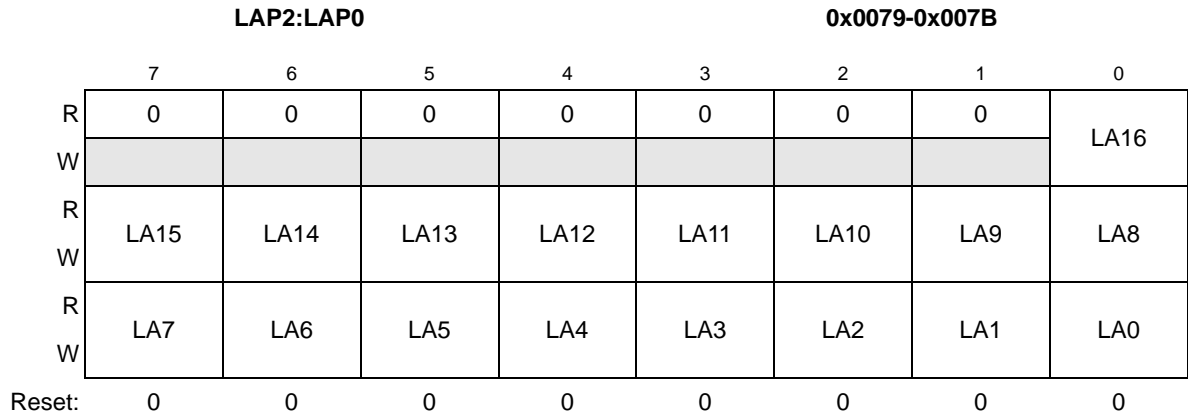 LAP2:LAP0 0x0079-0x007B
7 6 5 4 3 2 1 0
R 0 0 0 0 0 0 0 LA16
W
R LA15 LA14 LA13 LA12 LA11 LA10 LA9 LA8
W
R LA7 LA6 LA5 LA4 LA3 LA2 LA1 LA0
W
Reset: 0 0 0 0 0 0 0 0